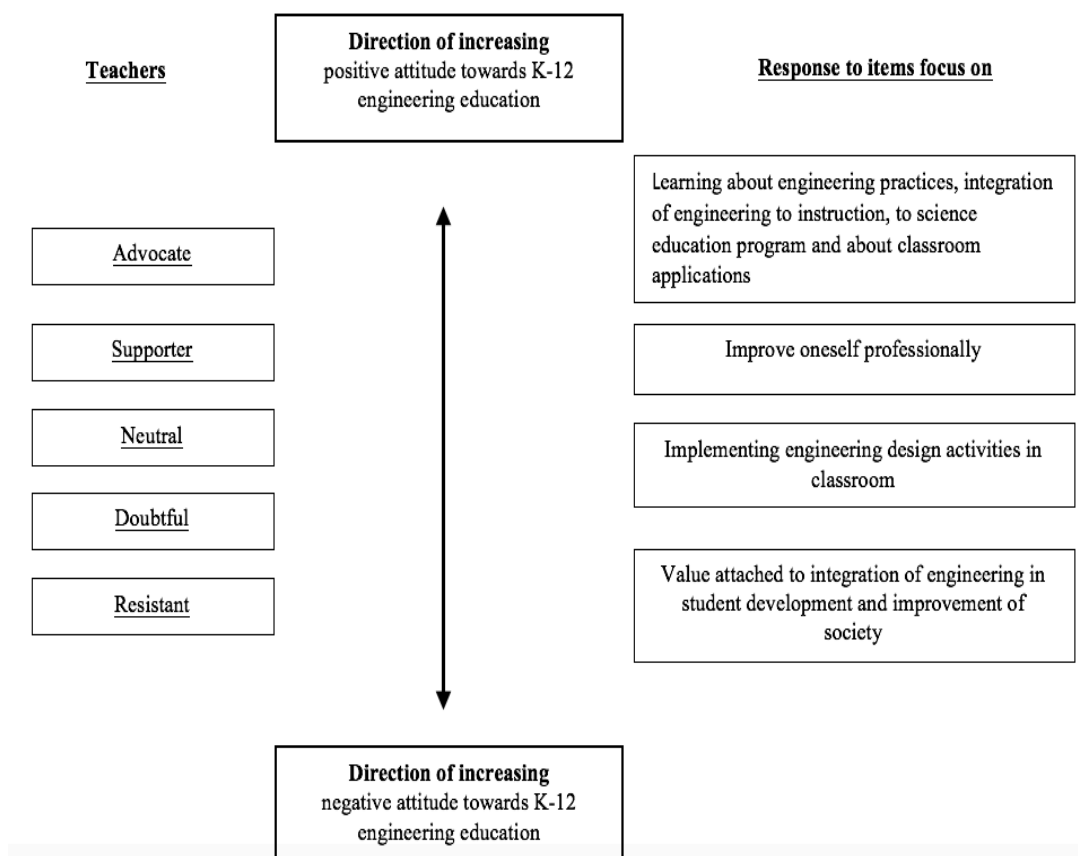 Direction of increasing
positive attitude towards K-12
engineering education
Teachers
Response to items focus on
Learning about engineering practices, integration
of engineering to instruction, to science
education program and about classroom
applications
Advocate
Supporter
Improve oneself professionally
Neutral
Implementing engineering design activities in
classroom
Doubtful
Value attached to integration of engineering in
student development and improvement of
society
Resistant
Direction of increasing
negative attitude towards K-12
engineering education